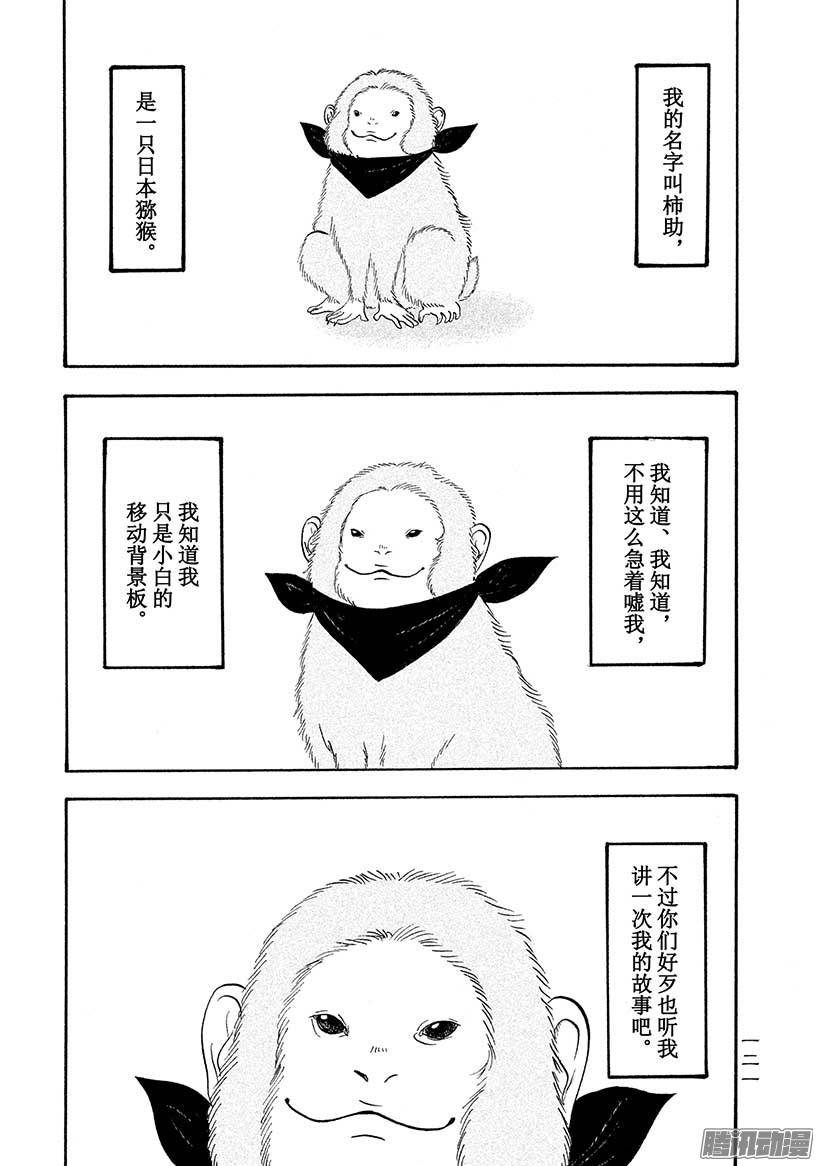 我的名字叫柿助，
是一只日本猕猴。
我知道、我知道，
不用这么急着嘘我，
我知道我
只是小白的
移动背景板。
不过你们好歹也听我
讲一次我的故事吧。
一二一
腾讯动漫